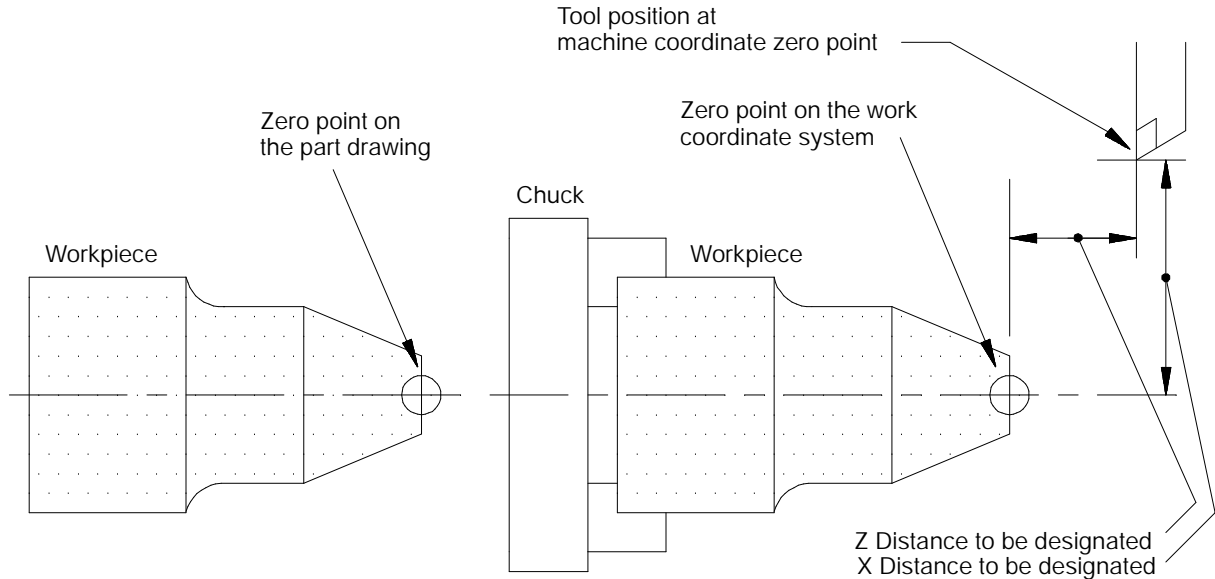 Tool position at
machine coordinate zero point
Zero point on
the part drawing
Zero point on the work
coordinate system
Chuck
Workpiece
Workpiece
Z Distance to be designated
X Distance to be designated